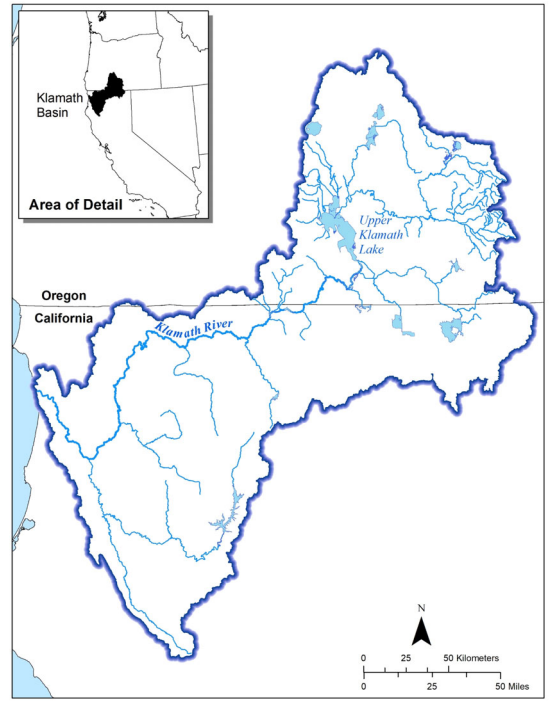 Klamath
Basin
Area of Detail
Upper
Klamath
Lake
Oregon
California
Klamath River
N
0 25 50 Kilometers
0 25 50 Miles